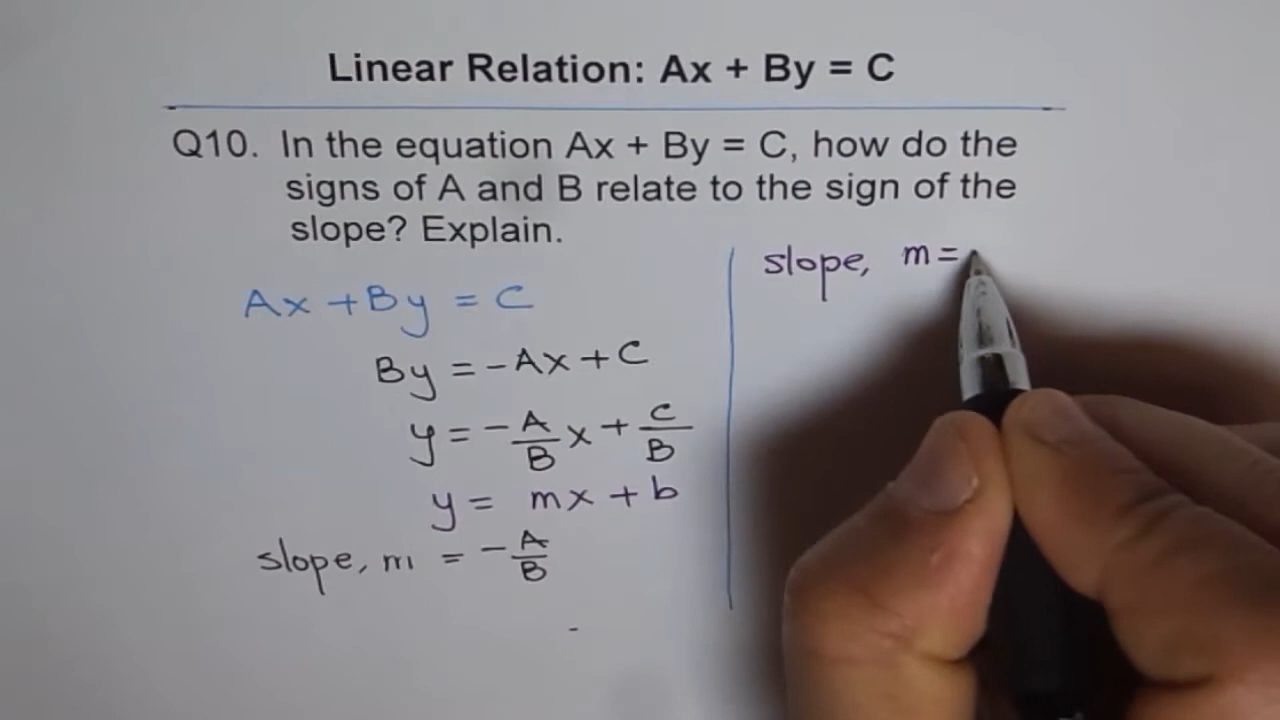 Linear Relation: Ax + By = C
Q10. In the equation Ax + By = C, how do the
signs of A and B relate to the sign of the
slope? Explain.
Ax + By = C
By = -Ax + C
y = -A/B x + C/B
y = mx + b
slope, m = -A/B
slope, m =